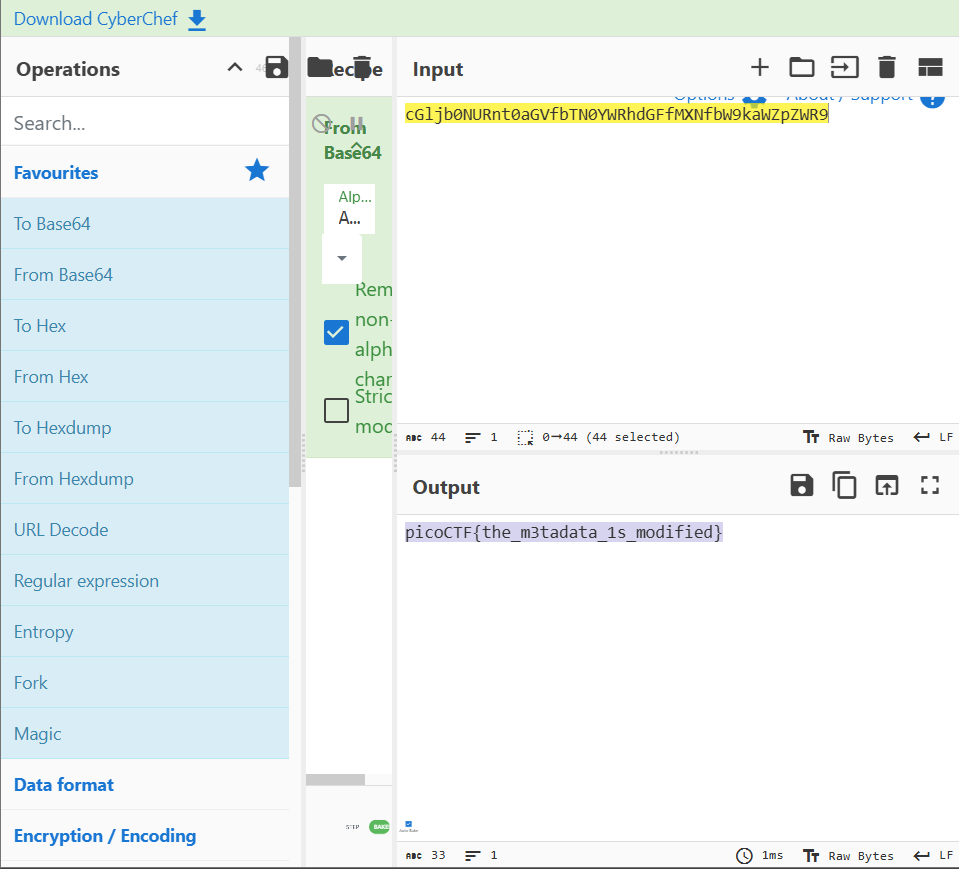 Download CyberChef
Operations
Recipe
Input
Options
About / Support
Search...
Favourites
To Base64
From Base64
To Hex
From Hex
To Hexdump
From Hexdump
URL Decode
Regular expression
Entropy
Fork
Magic
Data format
Encryption / Encoding
From
Base64
Alp...
A...
Rem
non-
alph
char
Stric
mod
STEP
BAKE
Auto Bake
cGljb0NURnt0aGVfbTN0YWRhdGFfMXNfbW9kaWZpZWR9
ABC 44 1 0→44 (44 selected) Raw Bytes LF
Output
picoCTF{the_m3tadata_1s_modified}
ABC 33 1 1ms Raw Bytes LF